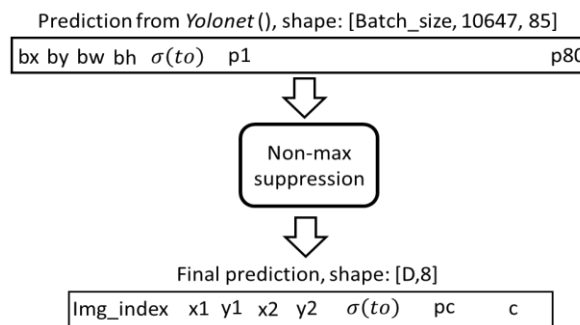 Prediction from Yolonet (), shape: [Batch_size, 10647, 85]
bx by bw bh σ(to) p1 p80
Non-max
suppression
Final prediction, shape: [D,8]
Img_index x1 y1 x2 y2 σ(to) pc c